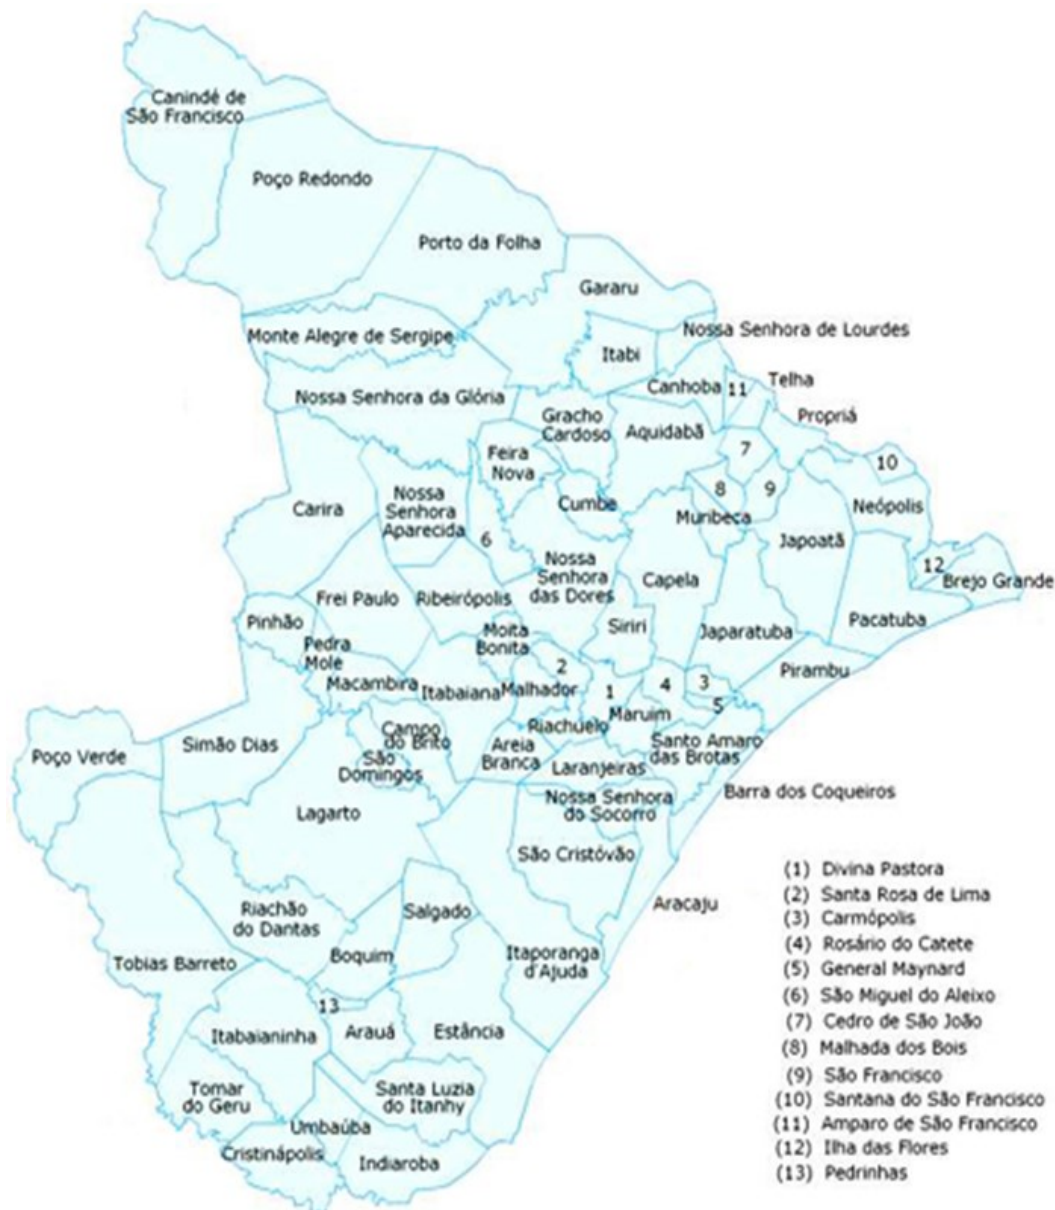 Canindé de
São Francisco
Poço Redondo
Porto da Folha
Gararu
Nossa Senhora de Lourdes
Monte Alegre de Sergipe
Itabi
Telha
Canhoba
11
Nossa Senhora da Glória
Propriá
Gracho
Cardoso
Aquidabã
7
Feira
Nova
10
8
9
Nossa
Senhora
Aparecida
Cumbe
Neópolis
Carira
Muribeca
6
Japoatã
12
Nossa
Senhora
das Dores
Capela
Brejo Grande
Frei Paulo
Ribeirópolis
Pinhão
Moita
Bonita
Siriri
Japaratuba
Pacatuba
Pedra
Mole
2
Pirambu
Macambira
Itabaiana
Malhador
1
4
3
5
Maruim
Riachuelo
Campo
do Brito
Simão Dias
Poço Verde
Areia
Branca
Santo Amaro
das Brotas
São
Domingos
Laranjeiras
Barra dos Coqueiros
Nossa Senhora
do Socorro
Lagarto
São Cristóvão
Aracaju
Riachão
do Dantas
Salgado
Boquim
Itaporanga
d'Ajuda
Tobias Barreto
13
Itabaianinha
Arauá
Estância
Tomar
do Geru
Santa Luzia
do Itanhy
Umbaúba
Cristinápolis
Indiaroba
(1) Divina Pastora
(2) Santa Rosa de Lima
(3) Carmópolis
(4) Rosário do Catete
(5) General Maynard
(6) São Miguel do Aleixo
(7) Cedro de São João
(8) Malhada dos Bois
(9) São Francisco
(10) Santana do São Francisco
(11) Amparo de São Francisco
(12) Ilha das Flores
(13) Pedrinhas